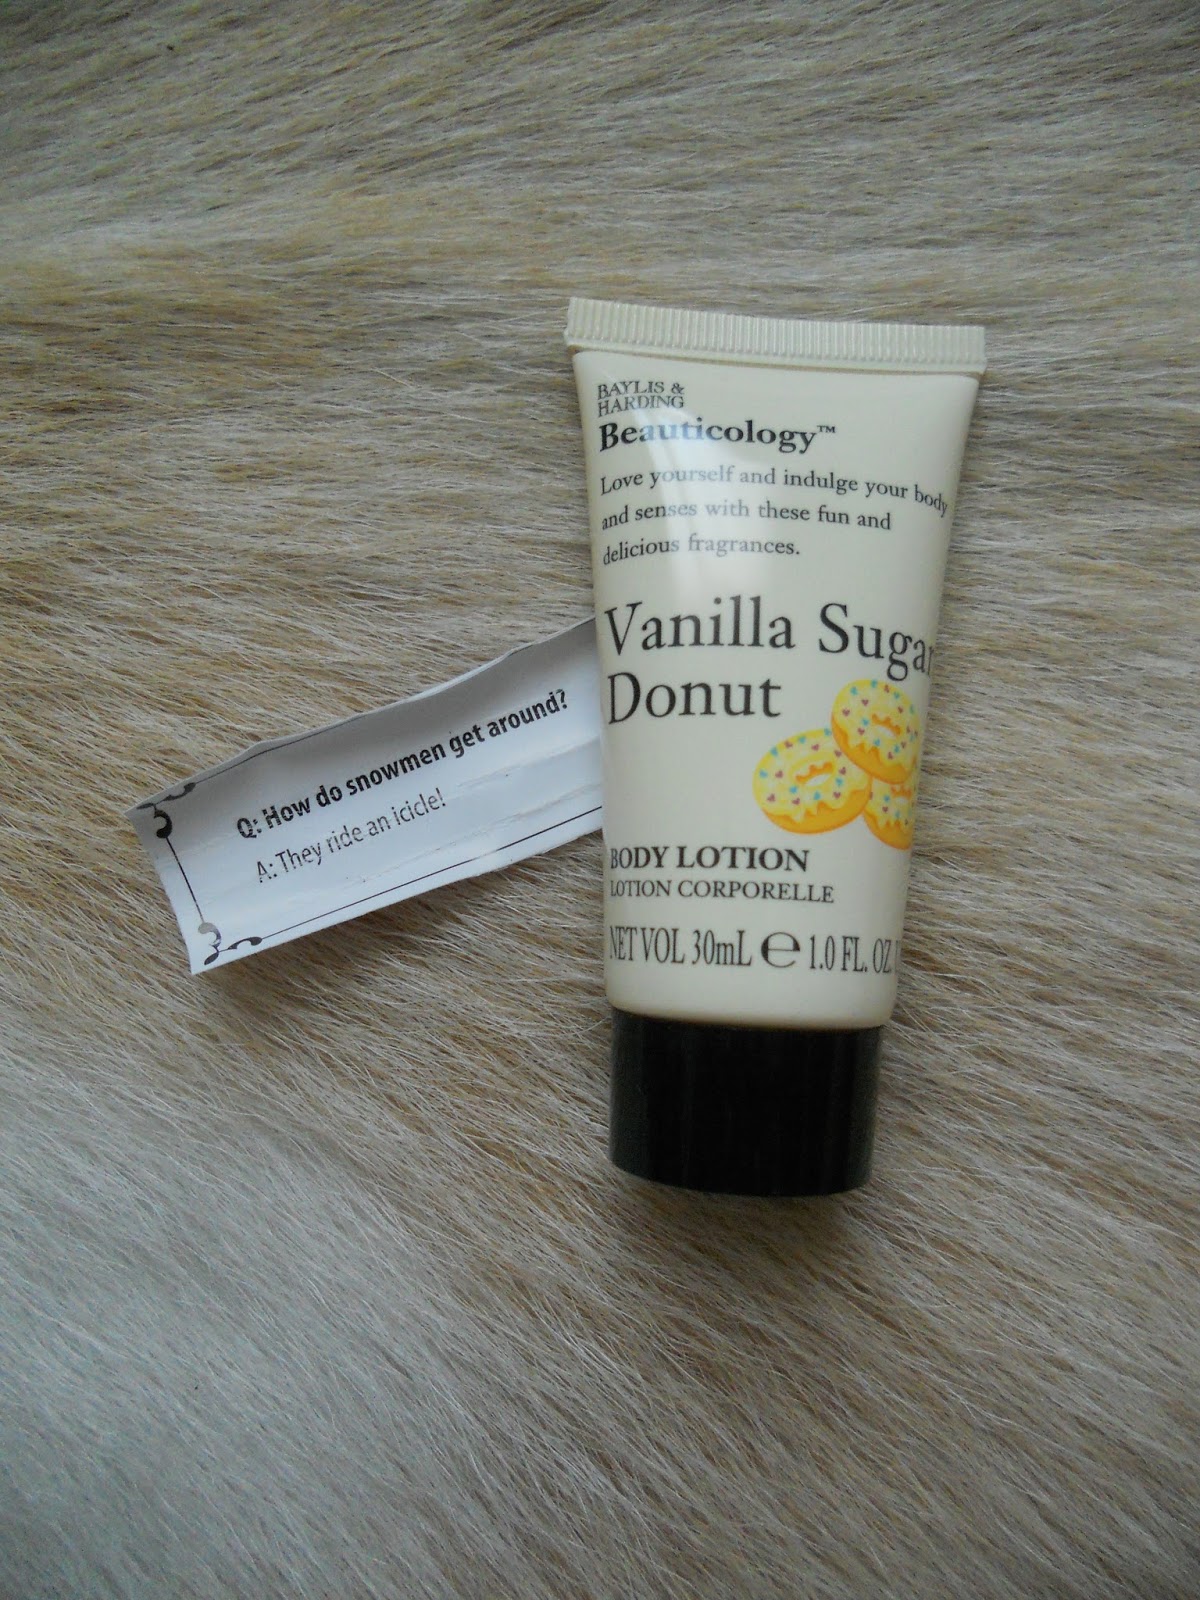 BAYLIS &
HARDING
Beauticology™
Love yourself and indulge your body
and senses with these fun and
delicious fragrances.
Vanilla Sugar
Donut
BODY LOTION
LOTION CORPORELLE
NET VOL 30mL ℮ 1.0 FL. OZ.
Q: How do snowmen get around?
A: They ride an icicle!